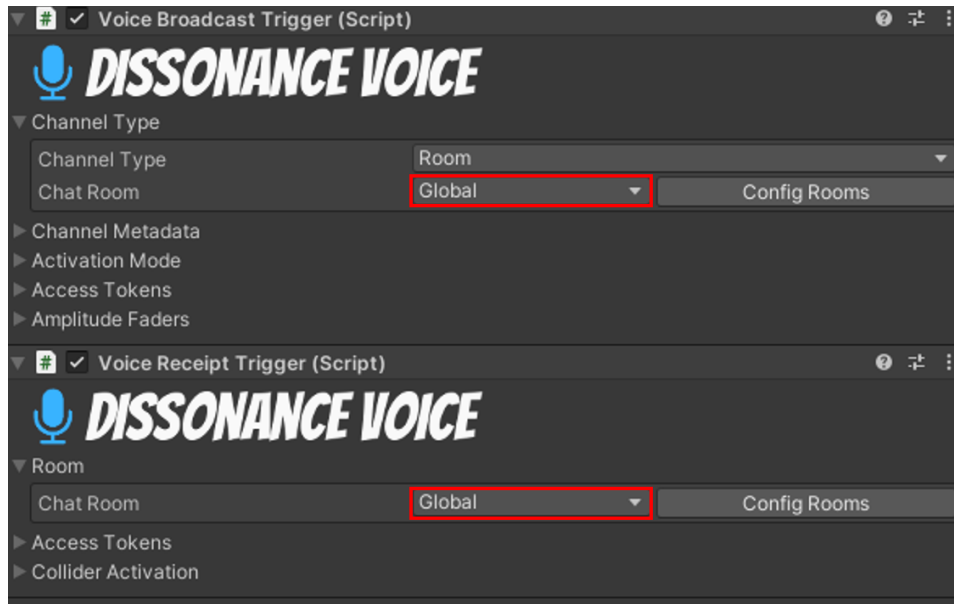 Voice Broadcast Trigger (Script)
DISSONANCE VOICE
Channel Type
Channel Type Room
Chat Room Global Config Rooms
Channel Metadata
Activation Mode
Access Tokens
Amplitude Faders
Voice Receipt Trigger (Script)
DISSONANCE VOICE
Room
Chat Room Global Config Rooms
Access Tokens
Collider Activation